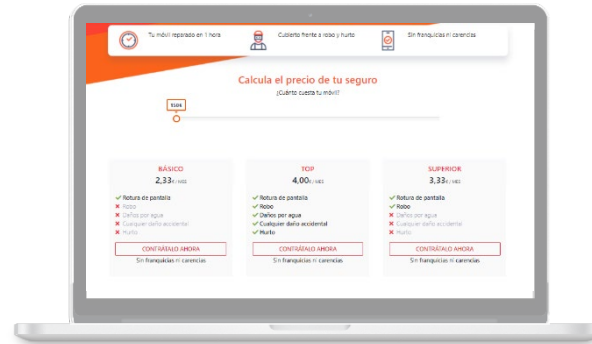 Tu móvil reparado en 1 hora
Cubierto frente a robo y hurto
Sin franquicias ni carencias
Calcula el precio de tu seguro
¿Cuánto cuesta tu móvil?
BÁSICO
2,33€/MES
Rotura de pantalla
Robo
Daños por agua
Cualquier daño accidental
Hurto
CONTRÁTALO AHORA
Sin franquicias ni carencias
TOP
4,00€/MES
Rotura de pantalla
Robo
Daños por agua
Cualquier daño accidental
Hurto
CONTRÁTALO AHORA
Sin franquicias ni carencias
SUPERIOR
3,33€/MES
Rotura de pantalla
Robo
Daños por agua
Cualquier daño accidental
Hurto
CONTRÁTALO AHORA
Sin franquicias ni carencias